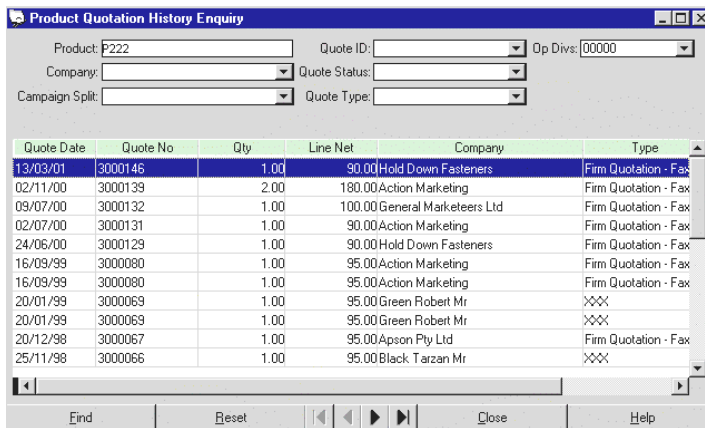 Product Quotation History Enquiry
Product: P222 Quote ID: Op Divs: 00000
Company: Quote Status:
Campaign Split: Quote Type:
Quote Date Quote No Qty Line Net Company Type
13/03/01 3000146 1.00 90.00 Hold Down Fasteners Firm Quotation - Fax
02/11/00 3000139 2.00 180.00 Action Marketing Firm Quotation - Fax
09/07/00 3000132 1.00 100.00 General Marketeers Ltd Firm Quotation - Fax
02/07/00 3000131 1.00 90.00 Action Marketing Firm Quotation - Fax
24/06/00 3000129 1.00 90.00 Hold Down Fasteners Firm Quotation - Fax
16/09/99 3000080 1.00 95.00 Action Marketing Firm Quotation - Fax
16/09/99 3000080 1.00 95.00 Action Marketing Firm Quotation - Fax
20/01/99 3000069 1.00 95.00 Green Robert Mr XXX
20/01/99 3000069 1.00 95.00 Green Robert Mr XXX
20/12/98 3000067 1.00 95.00 Apson Pty Ltd Firm Quotation - Fax
25/11/98 3000066 1.00 95.00 Black Tarzan Mr XXX
Find Reset Close Help